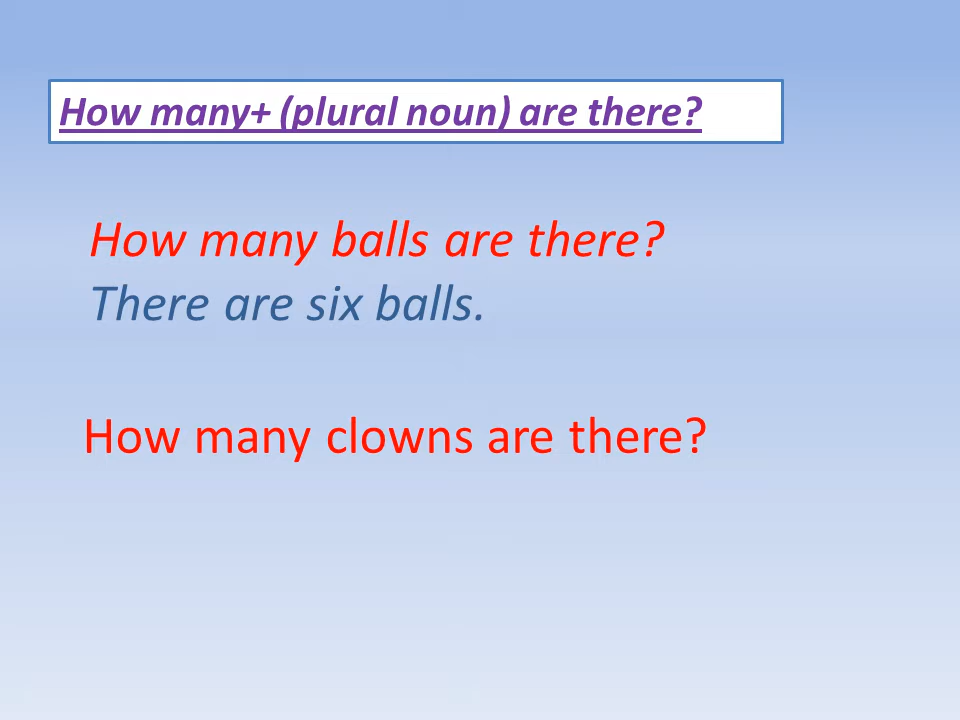 How many+ (plural noun) are there?
How many balls are there?
There are six balls.
How many clowns are there?